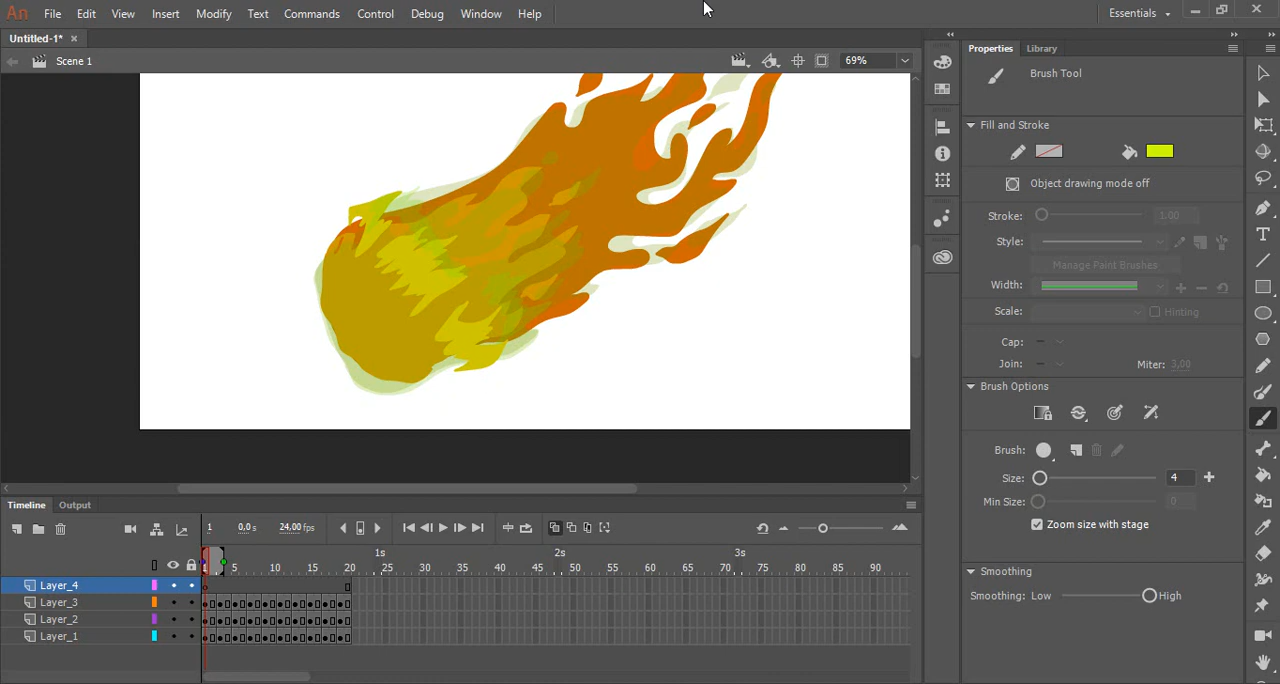 An File Edit View Insert Modify Text Commands Control Debug Window Help Essentials
Untitled-1*
Scene 1 69%
Properties Library
Brush Tool
Fill and Stroke
Object drawing mode off
Stroke: 1.00
Style:
Manage Paint Brushes
Width:
Scale: Hinting
Cap:
Join: Miter: 3,00
Brush Options
Brush:
Size: 4
Min Size: 0
Zoom size with stage
Smoothing
Smoothing: Low High
Timeline Output
1 0,0 s 24,00 fps
1s 2s 3s
1 5 10 15 20 25 30 35 40 45 50 55 60 65 70 75 80 85 90
Layer_4
Layer_3
Layer_2
Layer_1